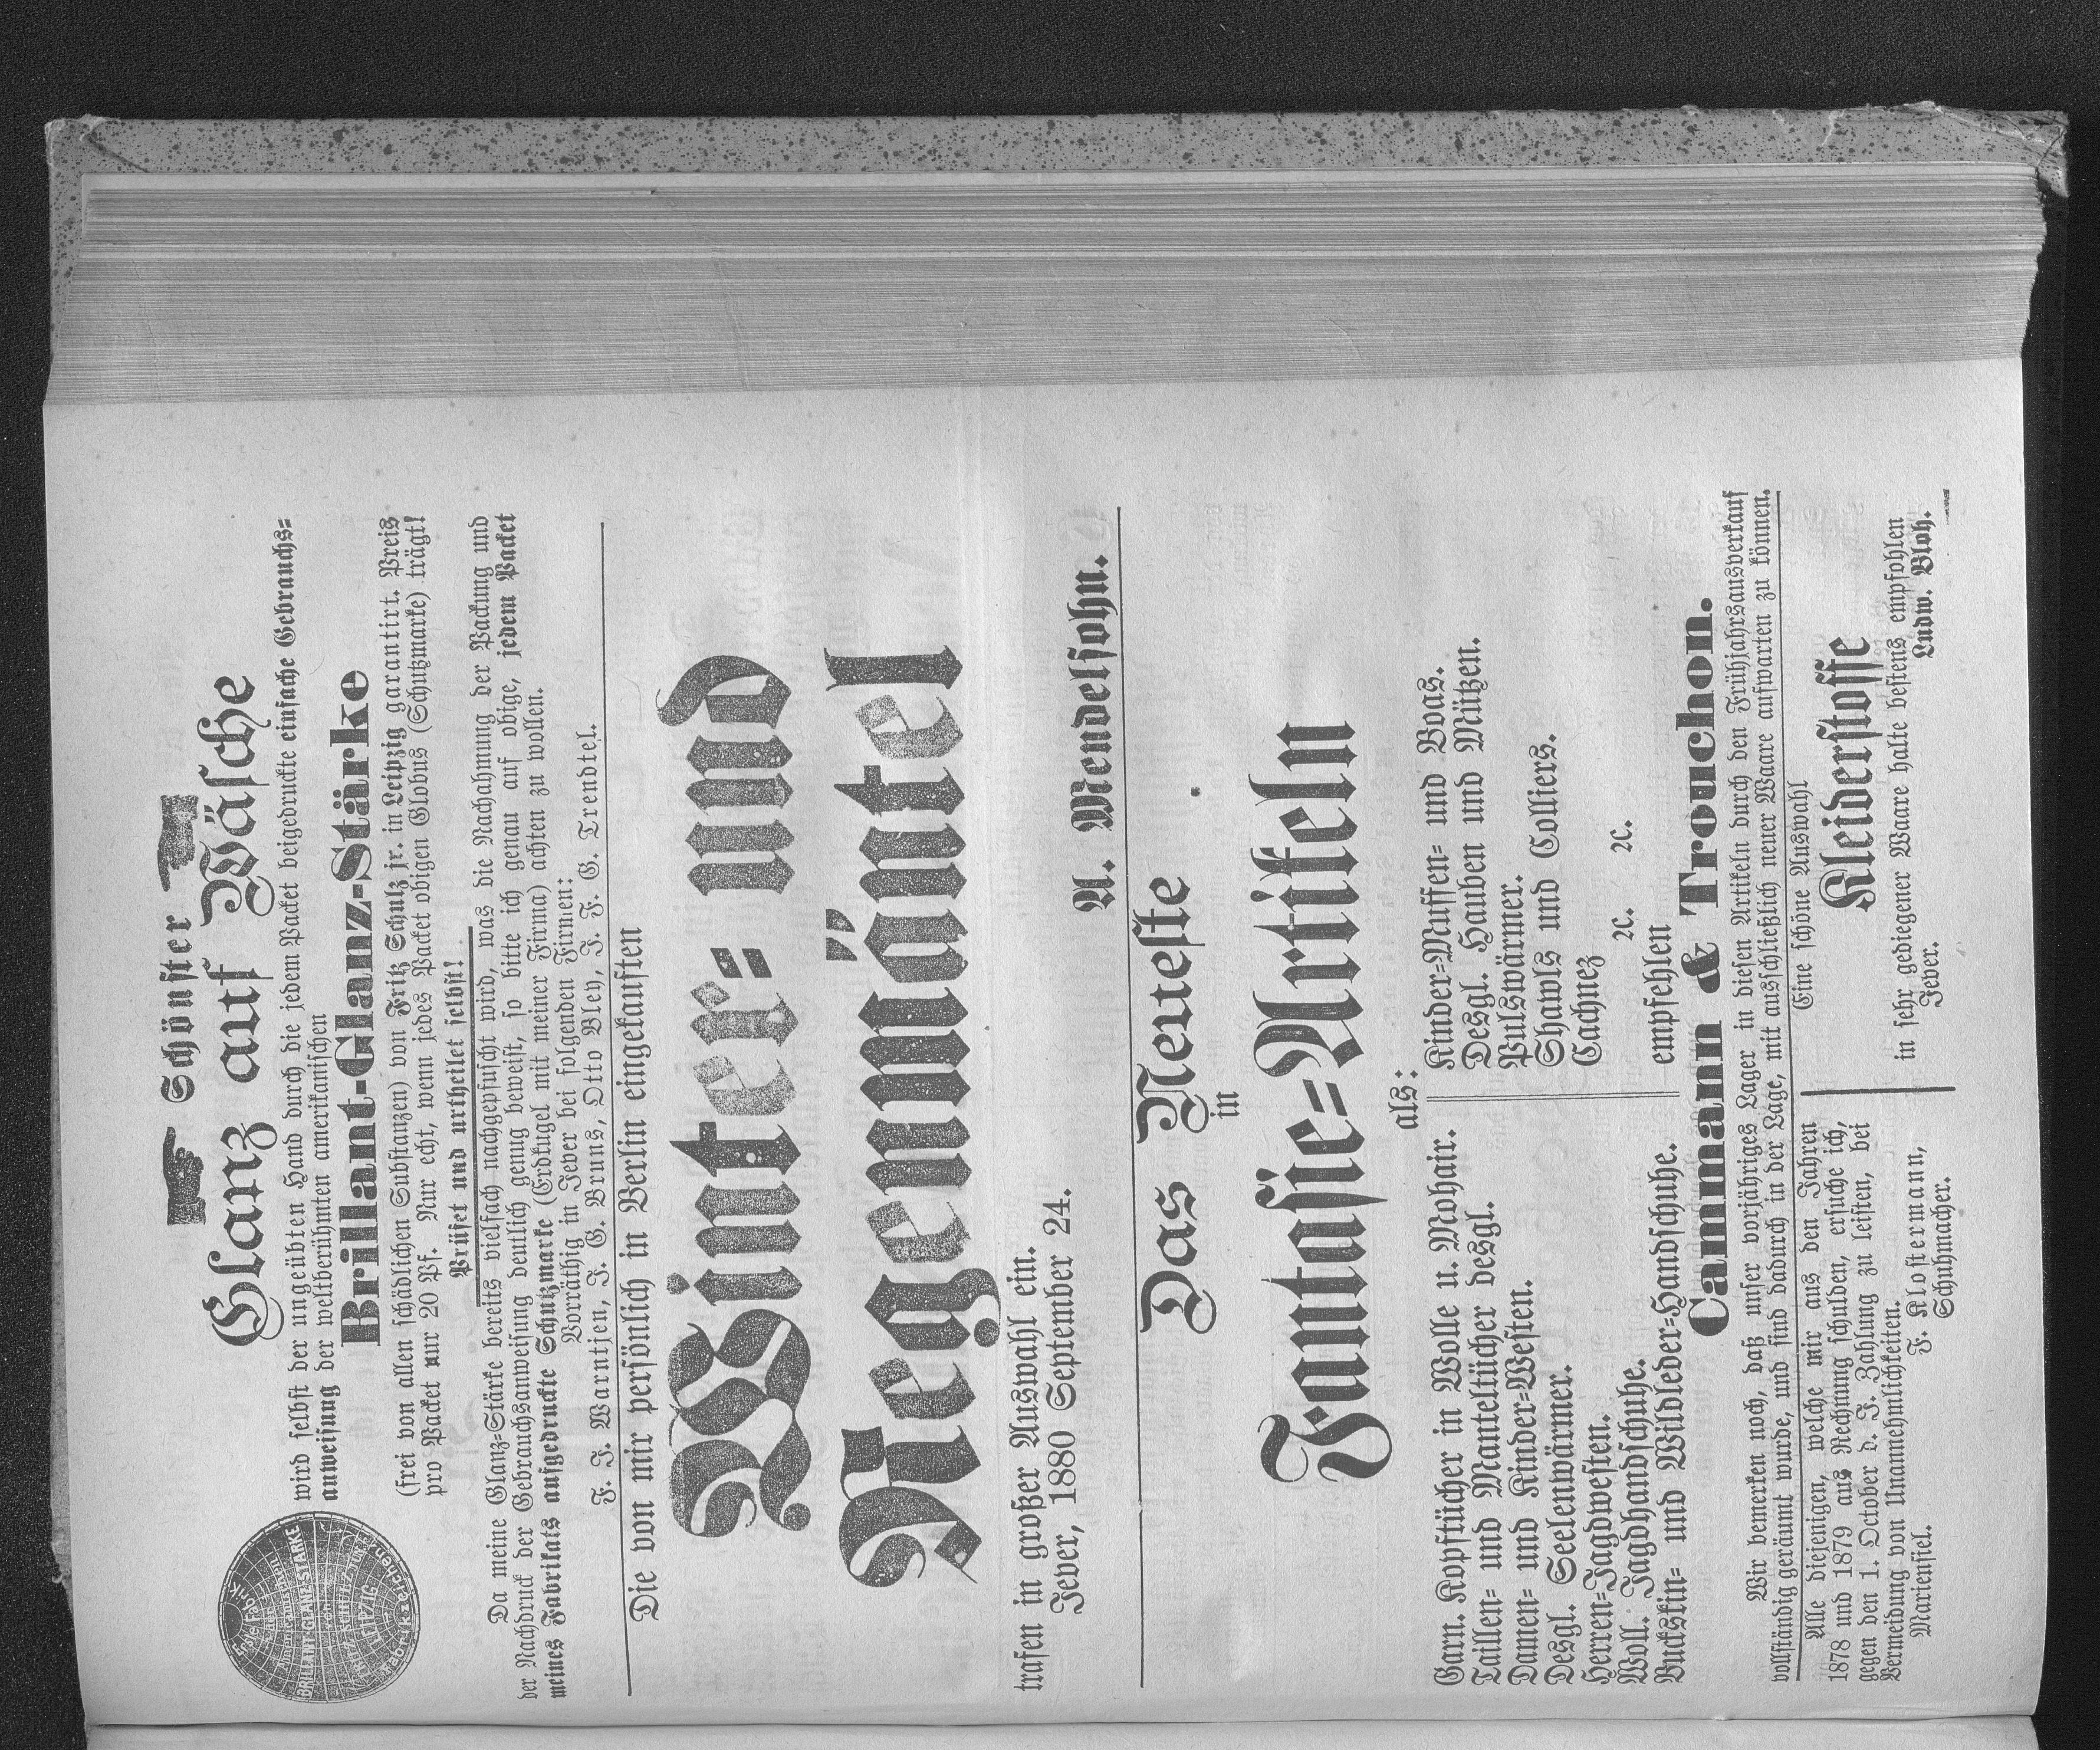 Schönster
Glanz auf Wäsche
wird selbst der ungeübten Hand durch die jedem Packet beigedruckte einfache Gebrauchs=
anweisung der weltberühmten amerikanischen
Brillant-Glanz-Stärke
(frei von allen schädlichen Substanzen) von Fritz Schulz jr. in Leipzig garantirt. Preis
pro Packet nur 20 Pf. Nur echt, wenn jedes Packet obigen Globus (Schutzmarke) trägt!
Prüfet und urtheilet selbst!
BRILLANT-GLANZ-STÄRKE
LEIPZIG
Da meine Glanz=Stärke bereits vielfach nachgepfuscht wird, was die Nachahmung der Packung und
der Nachdruck der Gebrauchsanweisung deutlich genug beweist, so bitte ich genau auf obige, jedem Packet
meines Fabrikats aufgedruckte Schutzmarke (Erdkugel mit meiner Firma) achten zu wollen.
Vorräthig in Jever bei folgenden Firmen:
F. J. Warntjen, J. G. Bruns, Otto Bley, J. F. G. Trendtel.
Die von mir persönlich in Berlin eingekauften
Winter= und
Regenmäntel
trafen in großer Auswahl ein.
Jever, 1880 September 24.
A. Mendelsohn.
Das Neueste
in
Fantasie=Artikeln
als:
Garn. Kopftücher in Wolle u. Mohair.
Taillen= und Manteltücher desgl.
Damen= und Kinder=Westen.
Desgl. Seelenwärmer.
Herren=Jagdwesten.
Woll. Jagdhandschuhe.
Buckskin= und Wildleder=Handschuhe.
Kinder=Muffen= und Boas.
Desgl. Hauben und Mützen.
Pulswärmer.
Shawls und Colliers.
Cachnez
2c. 2c.
empfehlen
Cammann & Trouchon.
Wir bemerken noch, daß unser vorjähriges Lager in diesen Artikeln durch den Frühjahrsausverkauf
vollständig geräumt wurde, und sind dadurch in der Lage, mit ausschließlich neuer Waare aufwarten zu können.
Alle diejenigen, welche mir aus den Jahren
1878 und 1879 aus Rechnung schulden, ersuche ich,
gegen den 1. October d. J. Zahlung zu leisten, bei
Vermeidung von Unannehmlichkeiten.
Mariensiel. F. Klostermann,
Schuhmacher.
Eine schöne Auswahl
Kleiderstoffe
in sehr gediegener Waare halte bestens empfohlen
Jever. Ludw. Bloh.